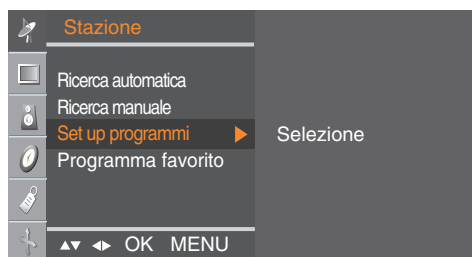 Stazione
Ricerca automatica
Ricerca manuale
Set up programmi
Selezione
Programma favorito
OK MENU